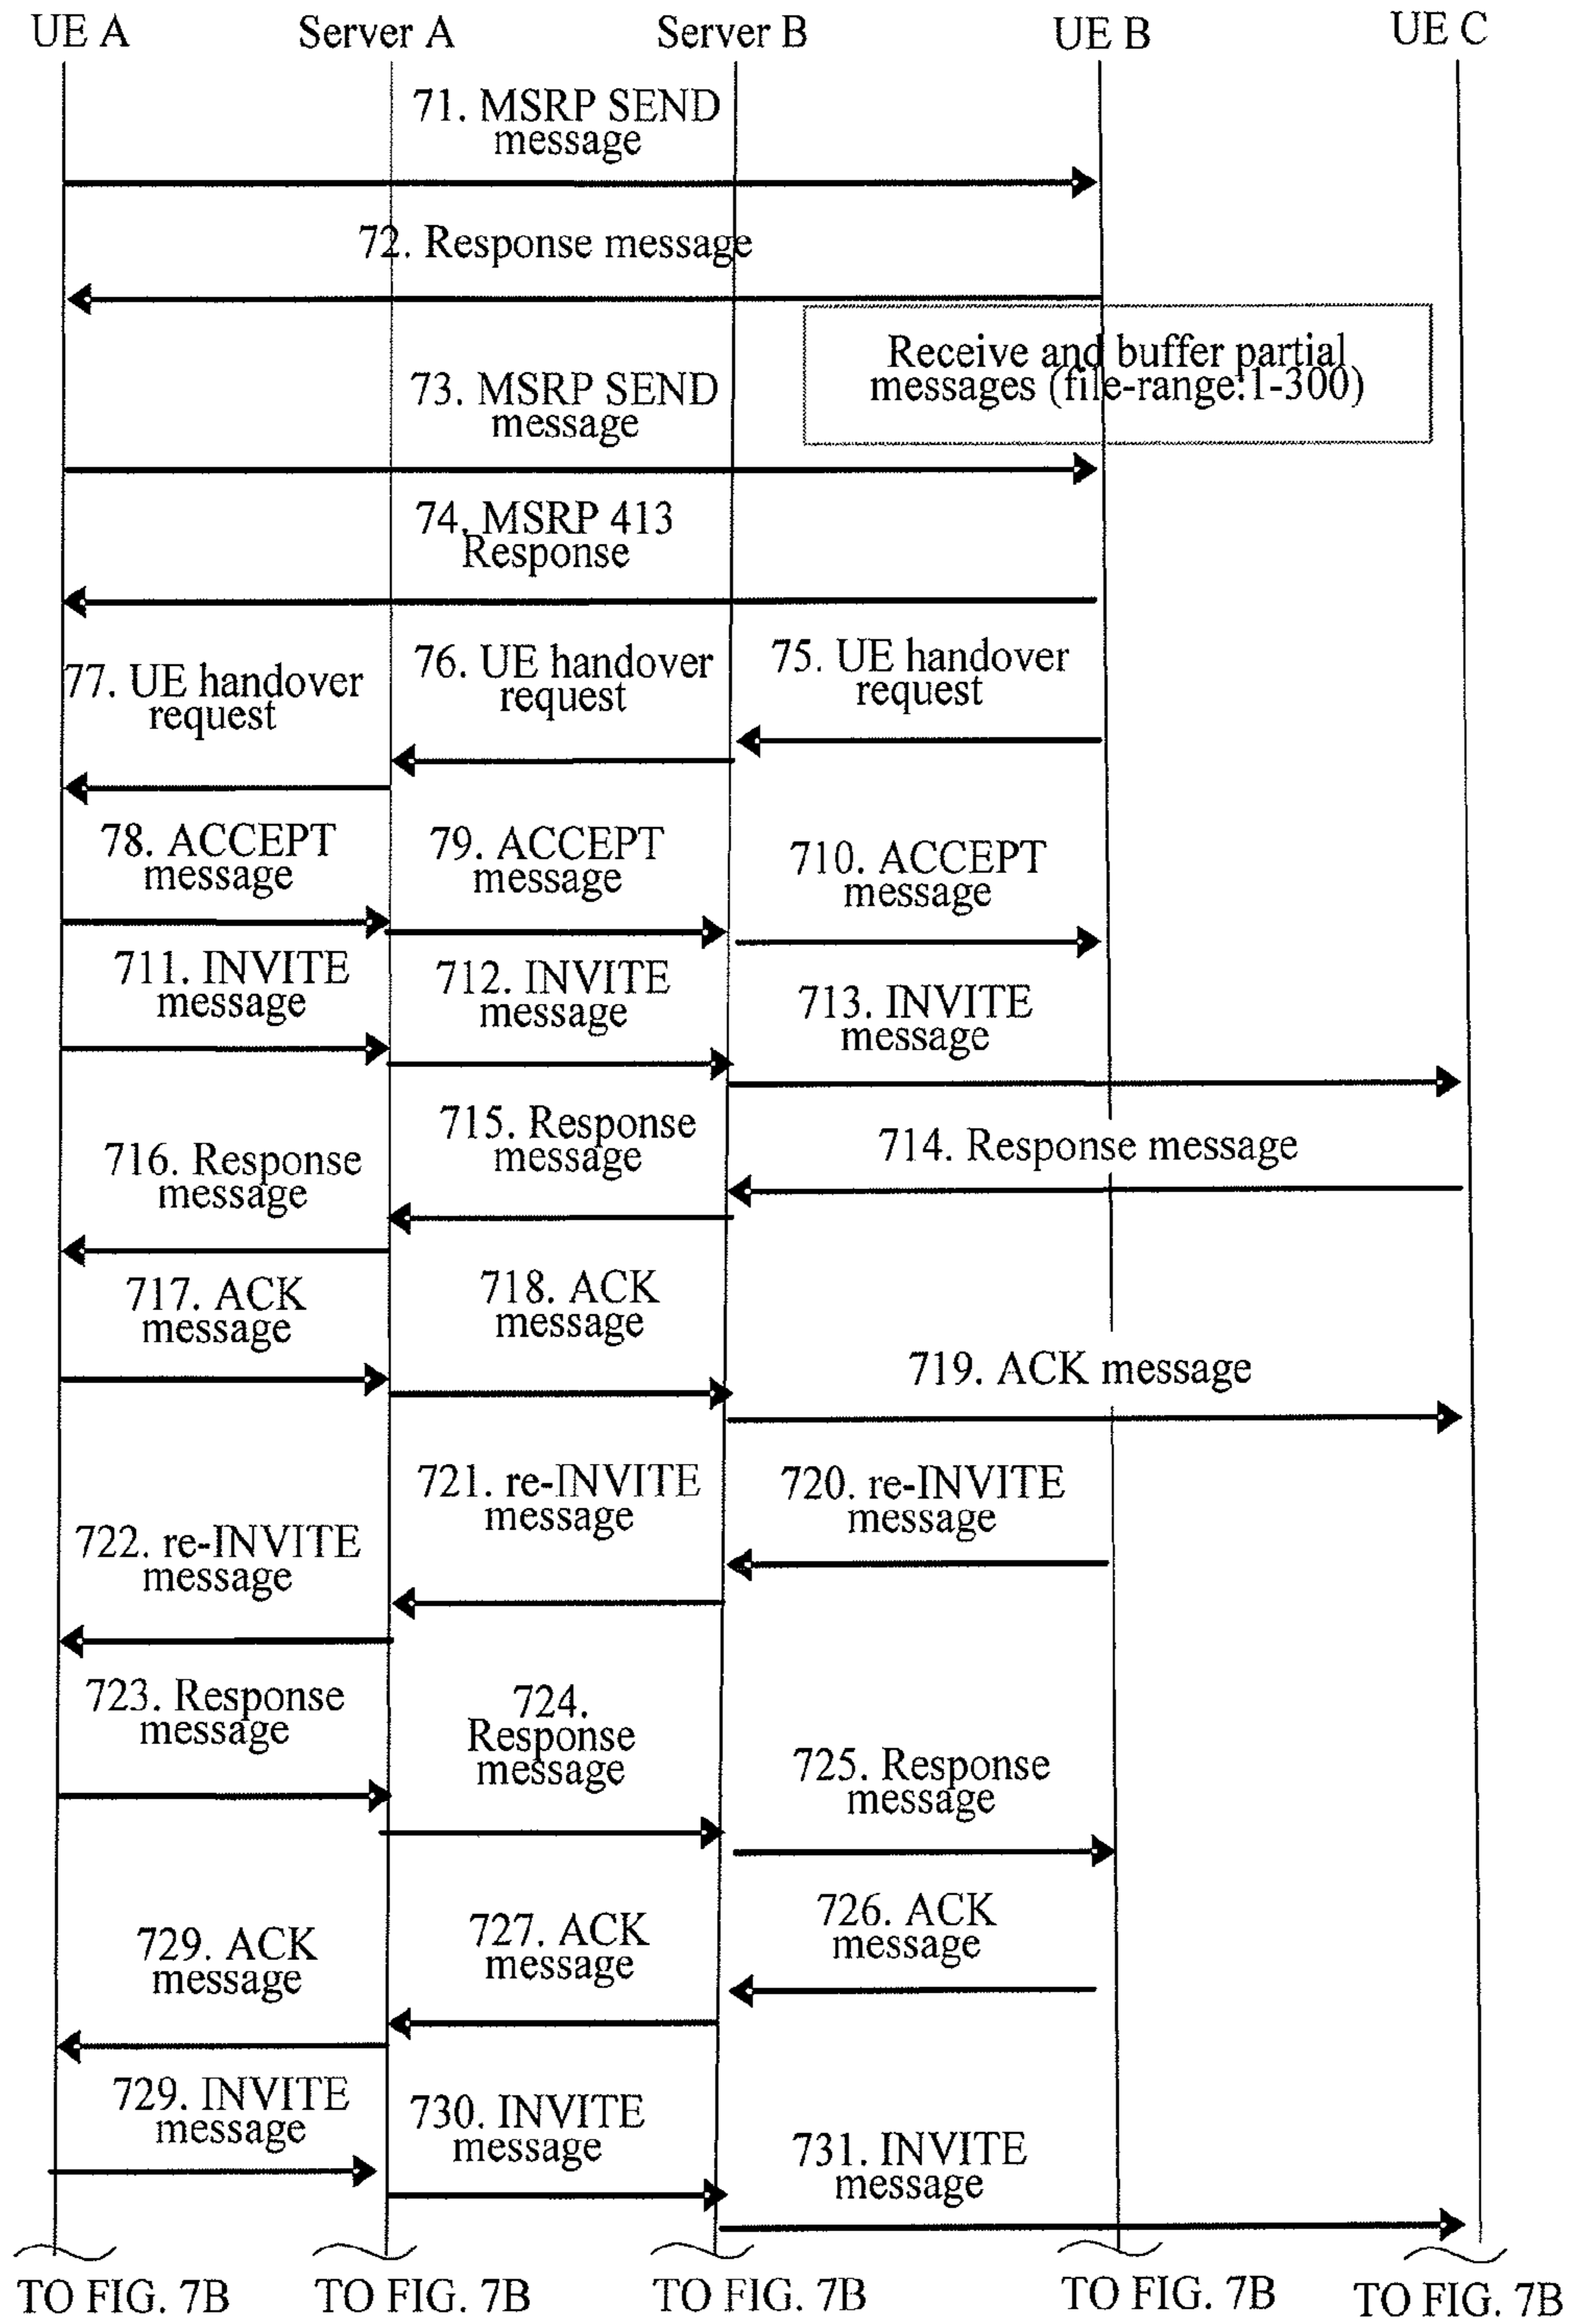 UE A
Server A
Server B
UE B
UE C
71. MSRP SEND
message
72. Response message
Receive and buffer partial
messages (file-range:1-300)
73. MSRP SEND
message
74. MSRP 413
Response
75. UE handover
request
76. UE handover
request
77. UE handover
request
78. ACCEPT
message
79. ACCEPT
message
710. ACCEPT
message
711. INVITE
message
712. INVITE
message
713. INVITE
message
714. Response message
715. Response
message
716. Response
message
717. ACK
message
718. ACK
message
719. ACK message
720. re-INVITE
message
721. re-INVITE
message
722. re-INVITE
message
723. Response
message
724.
Response
message
725. Response
message
726. ACK
message
727. ACK
message
729. ACK
message
729. INVITE
message
730. INVITE
message
731. INVITE
message
TO FIG. 7B
TO FIG. 7B
TO FIG. 7B
TO FIG. 7B
TO FIG. 7B